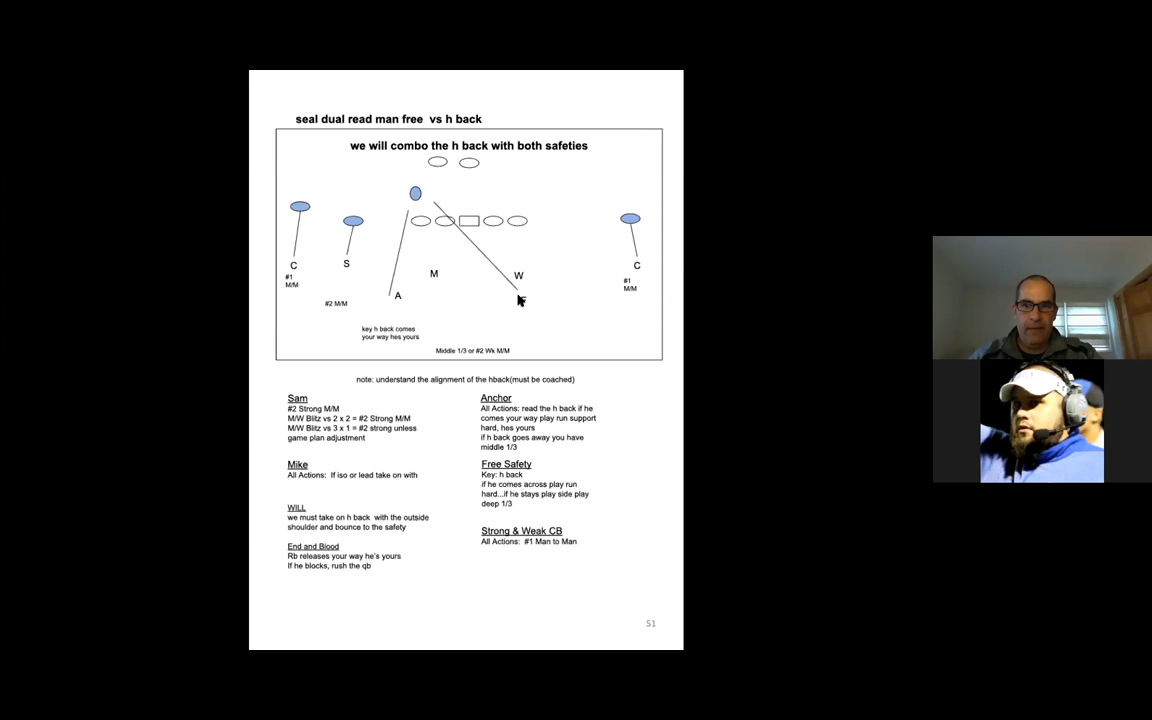 seal dual read man free vs h back
we will combo the h back with both safeties
C
S
C
#1
M/M
M
W
#1
M/M
A
#2 M/M
key h back comes
your way hes yours
Middle 1/3 or #2 Wk M/M
note: understand the alignment of the hback(must be coached)
Sam
#2 Strong M/M
M/W Blitz vs 2 x 2 = #2 Strong M/M
M/W Blitz vs 3 x 1 = #2 strong unless
game plan adjustment
Mike
All Actions: If iso or lead take on with
WILL
we must take on h back with the outside
shoulder and bounce to the safety
End and Blood
Rb releases your way he's yours
If he blocks, rush the qb
Anchor
All Actions: read the h back if he
comes your way play run support
hard, hes yours
if h back goes away you have
middle 1/3
Free Safety
Key: h back
if he comes across play run
hard...if he stays play side play
deep 1/3
Strong & Weak CB
All Actions: #1 Man to Man
51